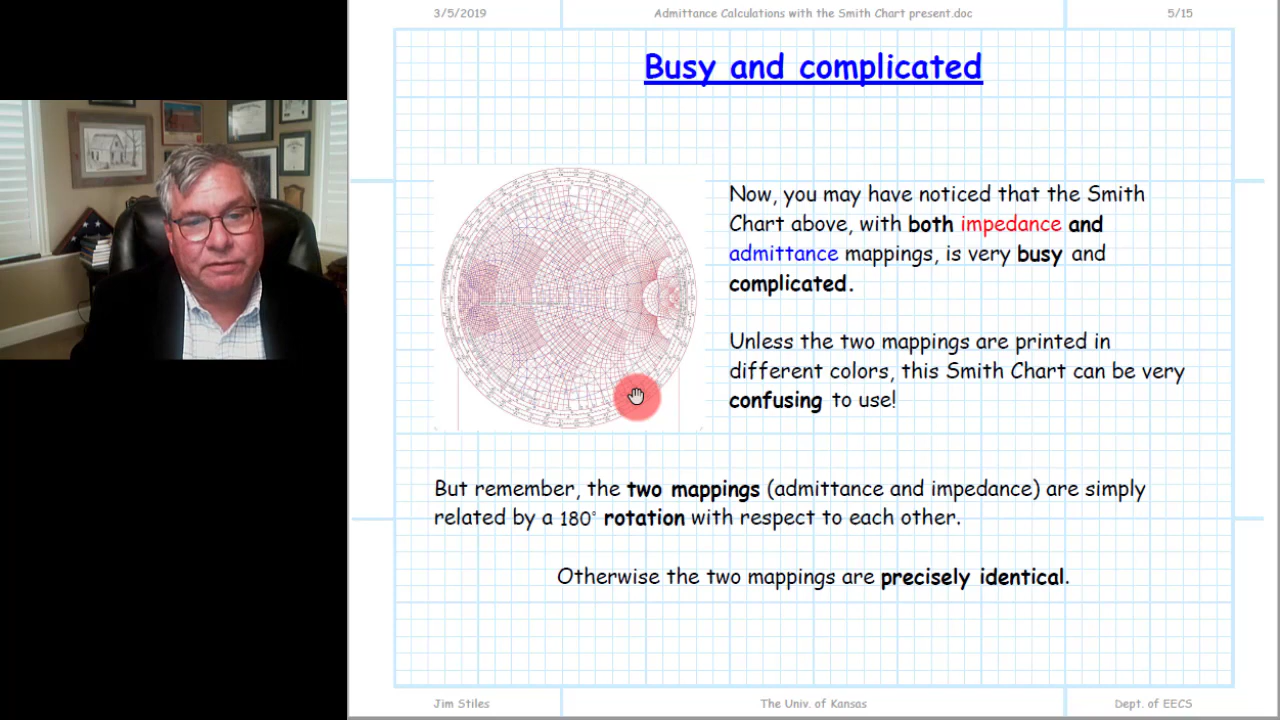 3/5/2019 Admittance Calculations with the Smith Chart present.doc 5/15
Busy and complicated
Now, you may have noticed that the Smith
Chart above, with both impedance and
admittance mappings, is very busy and
complicated.
Unless the two mappings are printed in
different colors, this Smith Chart can be very
confusing to use!
But remember, the two mappings (admittance and impedance) are simply
related by a 180° rotation with respect to each other.
Otherwise the two mappings are precisely identical.
Jim Stiles The Univ. of Kansas Dept. of EECS